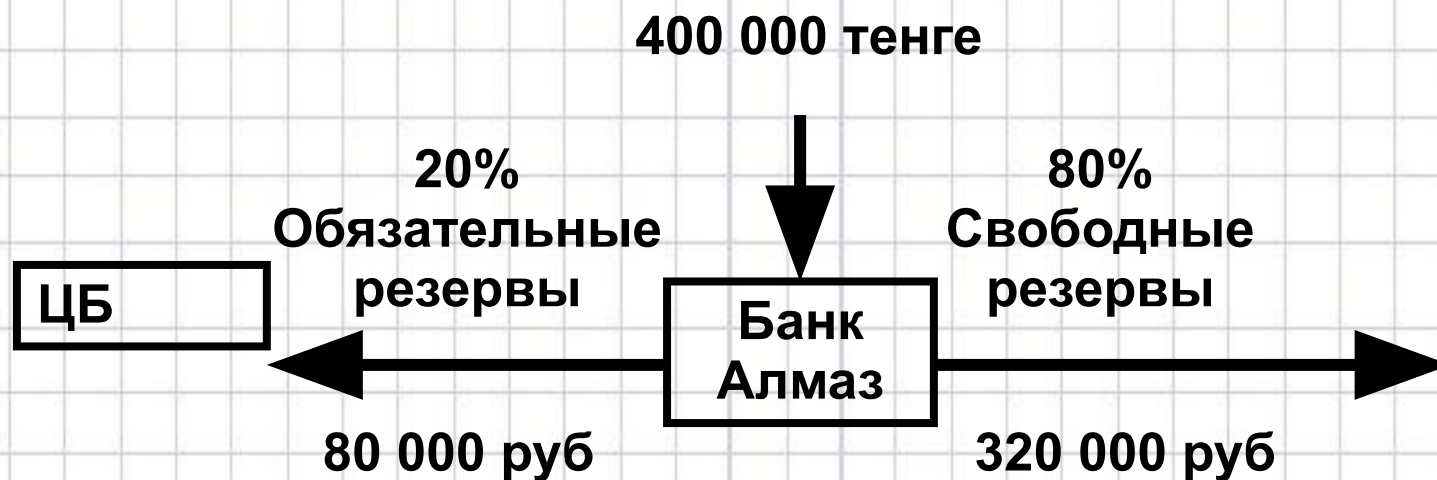 400 000 тенге
20%
Обязательные
резервы
80%
Свободные
резервы
ЦБ
Банк
Алмаз
80 000 руб
320 000 руб